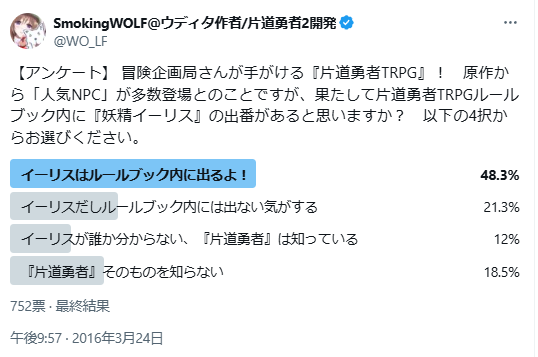 SmokingWOLF@ウディタ作者/片道勇者2開発
@WO_LF
【アンケート】 冒険企画局さんが手がける『片道勇者TRPG』！　原作か
ら「人気NPC」が多数登場とのことですが、果たして片道勇者TRPGルール
ブック内に『妖精イーリス』の出番があると思いますか？　以下の4択か
らお選びください。
イーリスはルールブック内に出るよ！ 48.3%
イーリスだしルールブック内には出ない気がする 21.3%
イーリスが誰か分からない、『片道勇者』は知っている 12%
『片道勇者』そのものを知らない 18.5%
752票 · 最終結果
午後9:57 · 2016年3月24日